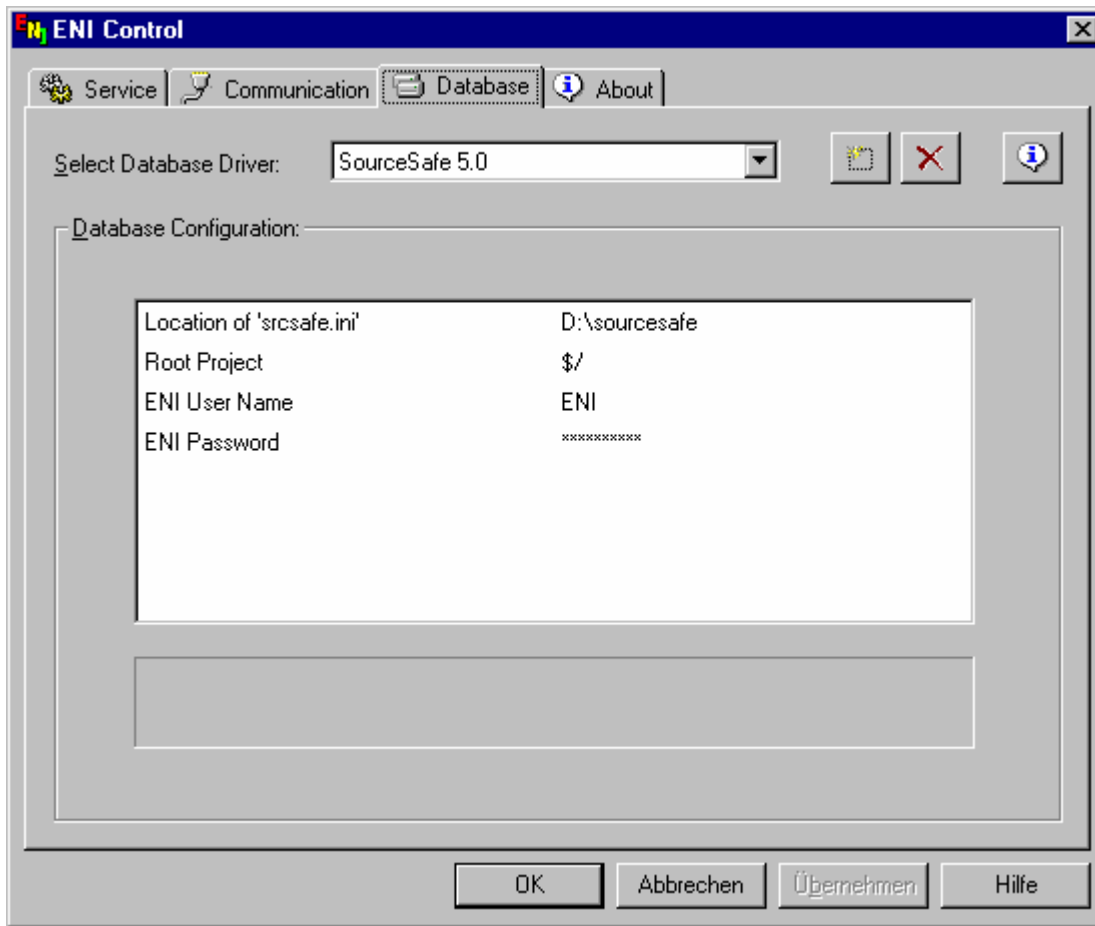 ENI ENI Control
Service Communication Database About
Select Database Driver: SourceSafe 5.0
Database Configuration:
Location of 'srcsafe.ini' D:\sourcesafe
Root Project $/
ENI User Name ENI
ENI Password **********
OK Abbrechen Übernehmen Hilfe